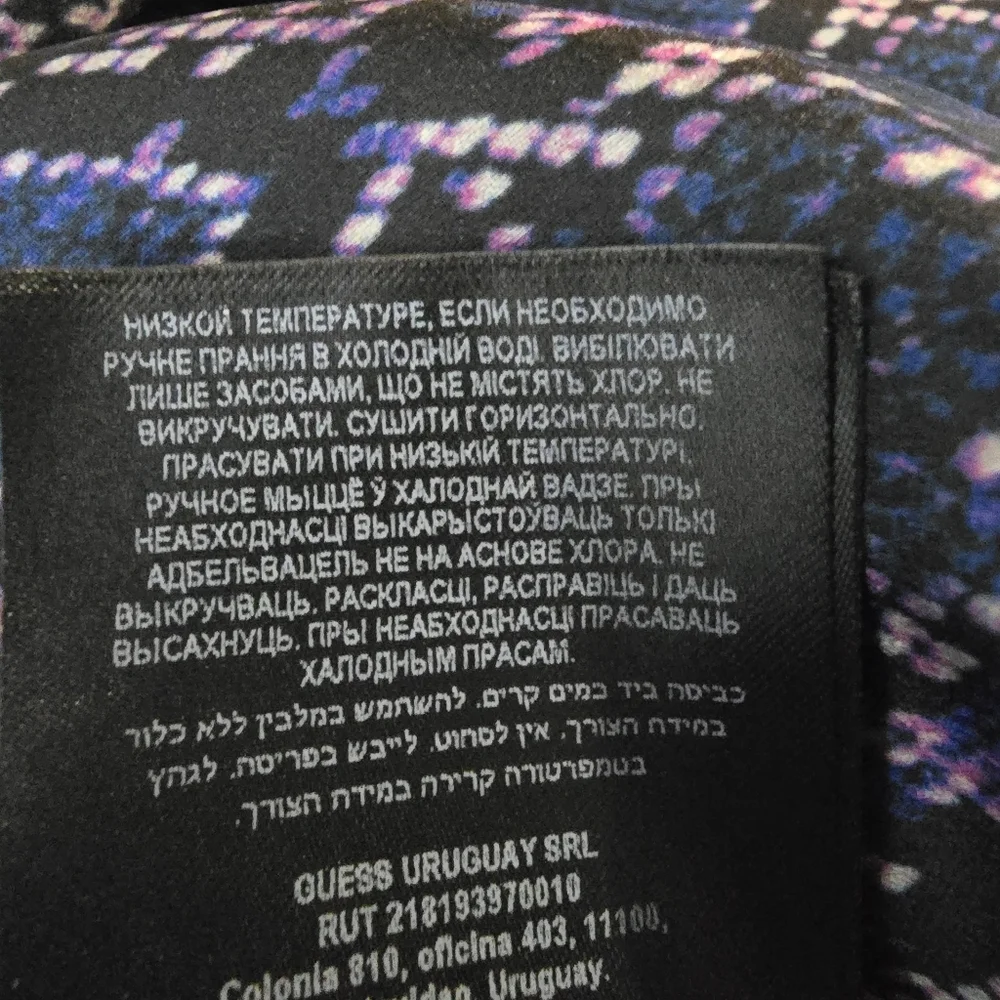 НИЗКОЙ ТЕМПЕРАТУРЕ, ЕСЛИ НЕОБХОДИМО
РУЧНЕ ПРАННЯ В ХОЛОДНІЙ ВОДІ. ВИБІЛЮВАТИ
ЛИШЕ ЗАСОБАМИ, ЩО НЕ МІСТЯТЬ ХЛОР. НЕ
ВИКРУЧУВАТИ. СУШИТИ ГОРИЗОНТАЛЬНО.
ПРАСУВАТИ ПРИ НИЗЬКІЙ ТЕМПЕРАТУРІ.
РУЧНОЕ МЫЦЦЁ Ў ХАЛОДНАЙ ВАДЗЕ. ПРЫ
НЕАБХОДНАСЦІ ВЫКАРЫСТОЎВАЦЬ ТОЛЬКІ
АДБЕЛЬВАЦЕЛЬ НЕ НА АСНОВЕ ХЛОРА. НЕ
ВЫКРУЧВАЦЬ. РАСКЛАСЦІ, РАСПРАВІЦЬ І ДАЦЬ
ВЫСАХНУЦЬ. ПРЫ НЕАБХОДНАСЦІ ПРАСАВАЦЬ
ХАЛОДНЫМ ПРАСАМ.
כביסה ביד במים קרים. להשתמש במלבין ללא כלור
במידת הצורך. אין לסחוט. לייבש בפריסה. לגהץ
בטמפרטורה קרירה במידת הצורך.
GUESS URUGUAY SRL
RUT 218193970010
Colonia 810, oficina 403, 11100,
Uruguay.